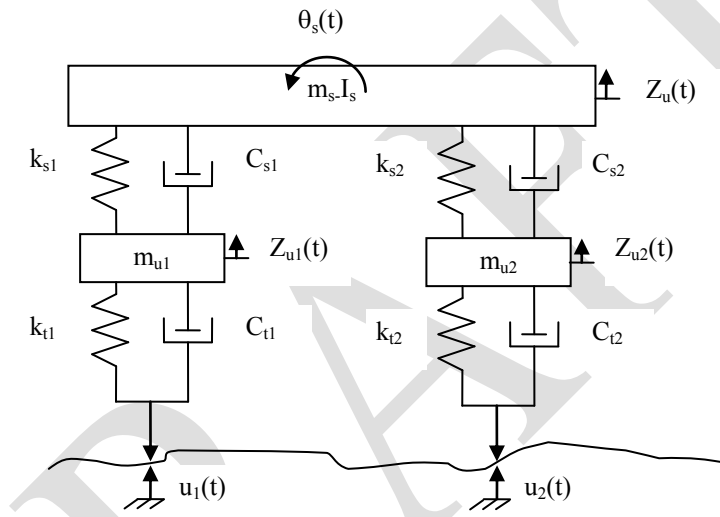 θs(t)
ms-Is
Zu(t)
ks1
Cs1
ks2
Cs2
mu1
Zu1(t)
mu2
Zu2(t)
kt1
Ct1
kt2
Ct2
u1(t)
u2(t)